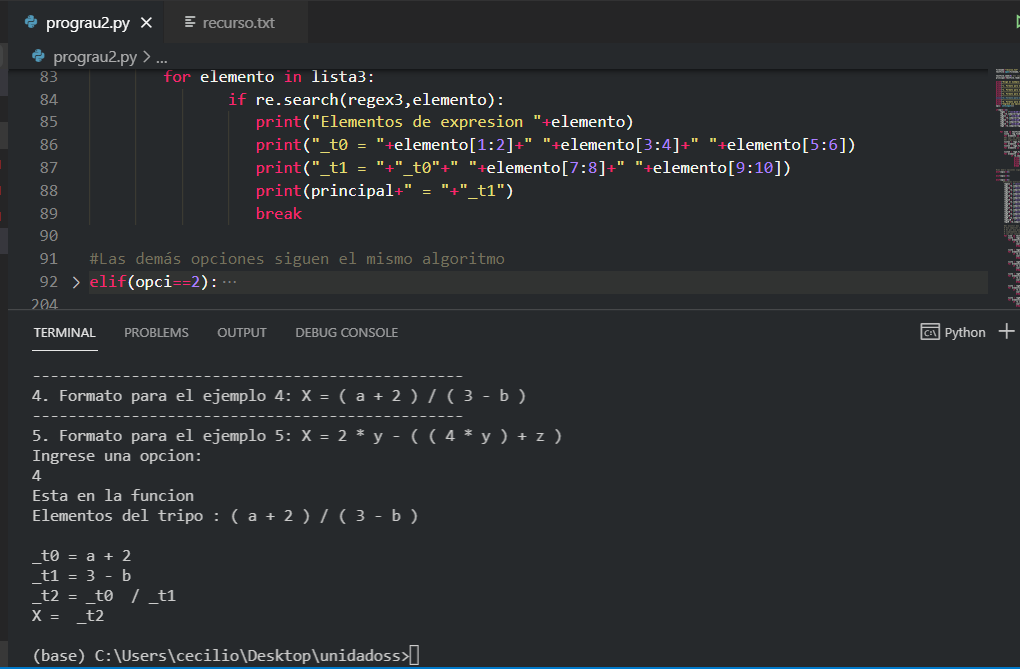 prograu2.py
recurso.txt
prograu2.py > ...
83 for elemento in lista3:
84 if re.search(regex3,elemento):
85 print("Elementos de expresion "+elemento)
86 print("_t0 = "+elemento[1:2]+" "+elemento[3:4]+" "+elemento[5:6])
87 print("_t1 = "+"_t0"+" "+elemento[7:8]+" "+elemento[9:10])
88 print(principal+" = "+"_t1")
89 break
90
91 #Las demás opciones siguen el mismo algoritmo
92 > elif(opci==2): ···
204
TERMINAL PROBLEMS OUTPUT DEBUG CONSOLE Python
------------------------------------------------
4. Formato para el ejemplo 4: X = ( a + 2 ) / ( 3 - b )
------------------------------------------------
5. Formato para el ejemplo 5: X = 2 * y - ( ( 4 * y ) + z )
Ingrese una opcion:
4
Esta en la funcion
Elementos del tripo : ( a + 2 ) / ( 3 - b )
_t0 = a + 2
_t1 = 3 - b
_t2 = _t0  / _t1
X =  _t2
(base) C:\Users\cecilio\Desktop\unidadoss>